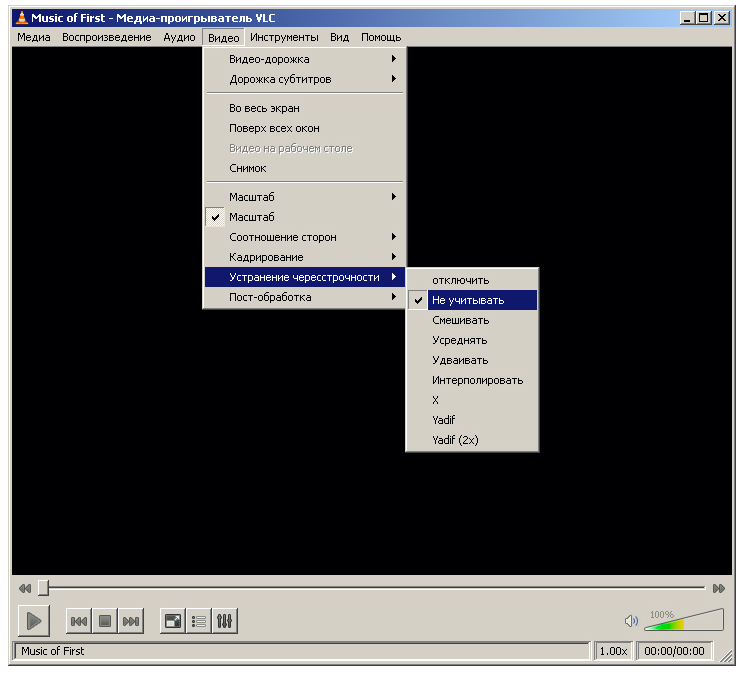 Music of First - Медиа-проигрыватель VLC
Медиа Воспроизведение Аудио Видео Инструменты Вид Помощь
Видео-дорожка
Дорожка субтитров
Во весь экран
Поверх всех окон
Видео на рабочем столе
Снимок
Масштаб
Масштаб
Соотношение сторон
Кадрирование
Устранение чересстрочности
Пост-обработка
отключить
Не учитывать
Смешивать
Усреднять
Удваивать
Интерполировать
X
Yadif
Yadif (2x)
100%
Music of First 1.00x 00:00/00:00